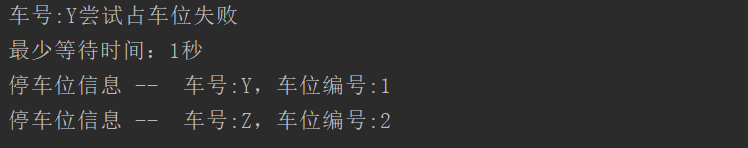 车号:Y尝试占车位失败
最少等待时间：1秒
停车位信息 --  车号:Y，车位编号:1
停车位信息 --  车号:Z，车位编号:2